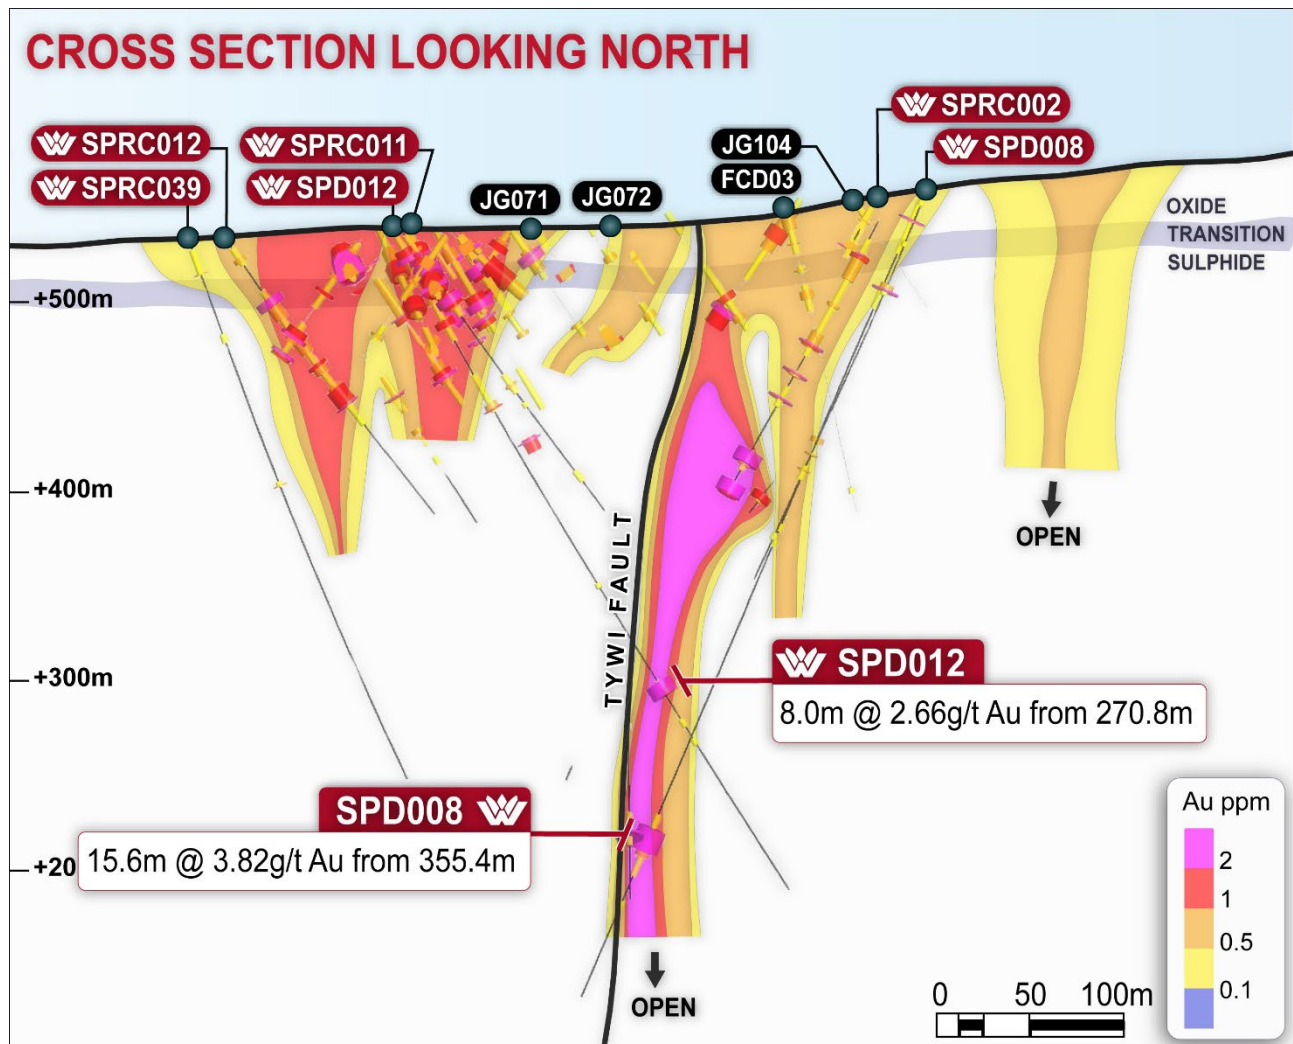 CROSS SECTION LOOKING NORTH
SPRC012
SPRC039
SPRC011
SPD012
JG071
JG072
JG104
FCD03
SPRC002
SPD008
OXIDE
TRANSITION
SULPHIDE
+500m
+400m
+300m
+20
TYWI FAULT
OPEN
SPD012
8.0m @ 2.66g/t Au from 270.8m
SPD008
15.6m @ 3.82g/t Au from 355.4m
OPEN
0 50 100m
Au ppm
2
1
0.5
0.1